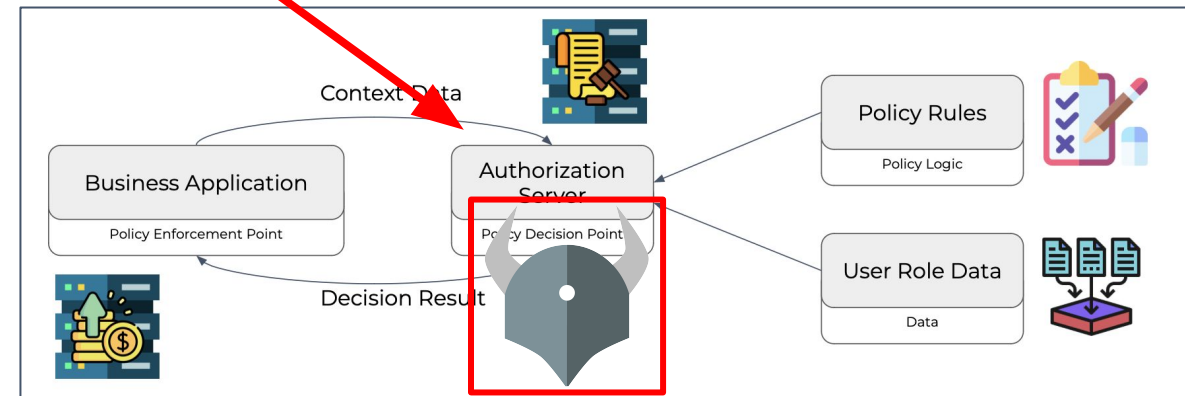 Context Data
Business Application
Policy Enforcement Point
Authorization
Server
Policy Decision Point
Decision Result
Policy Rules
Policy Logic
User Role Data
Data